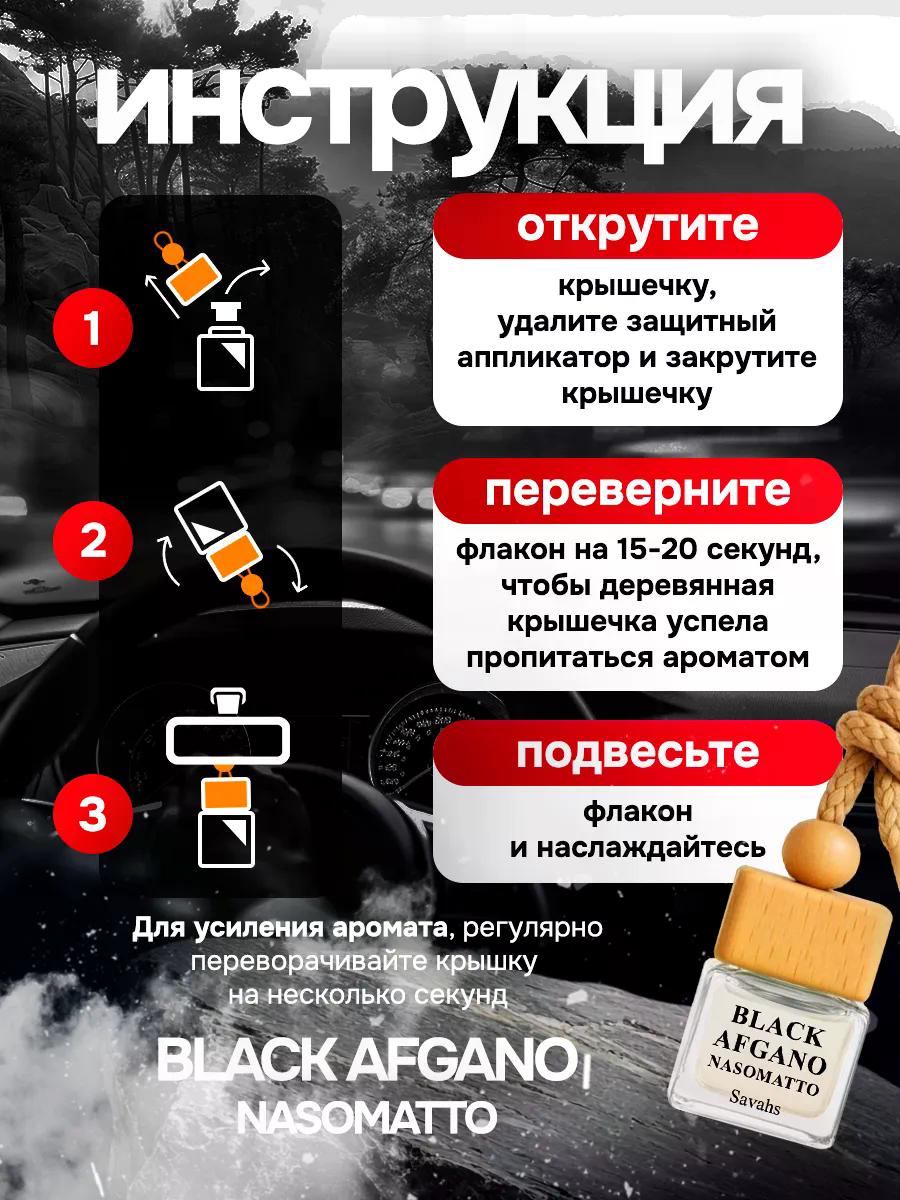 инструкция
1
открутите
крышечку,
удалите защитный
аппликатор и закрутите
крышечку
2
переверните
флакон на 15-20 секунд,
чтобы деревянная
крышечка успела
пропитаться ароматом
3
подвесьте
флакон
и наслаждайтесь
Для усиления аромата, регулярно
переворачивайте крышку
на несколько секунд
BLACK AFGANO|
NASOMATTO
BLACK
AFGANO
NASOMATTO
Savahs